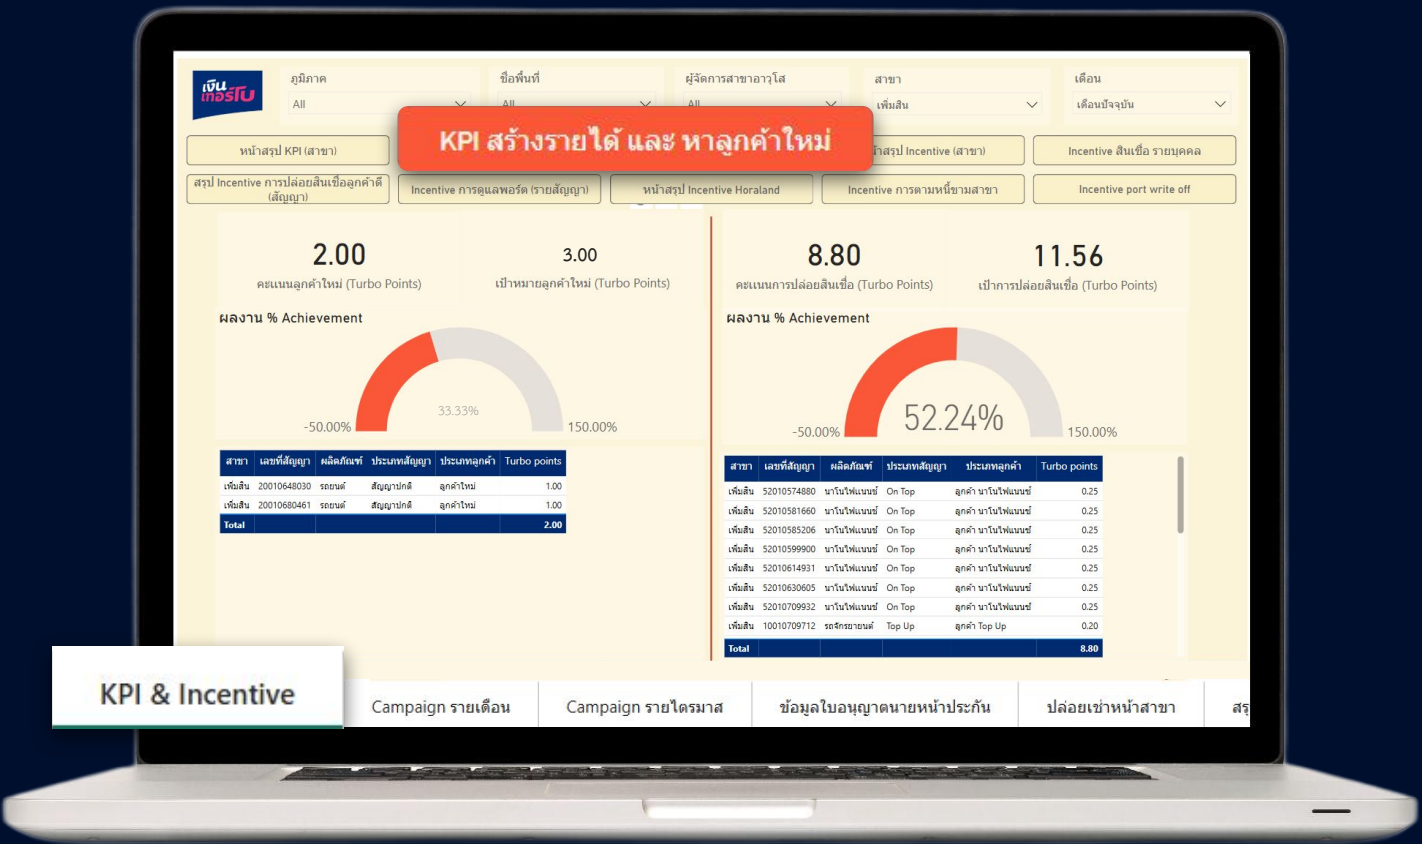 เงิน
เทอร์โบ
ภูมิภาค
All
ชื่อพื้นที่
All
ผู้จัดการสาขาอาวุโส
All
สาขา
เพิ่มสิน
เดือน
เดือนปัจจุบัน
KPI สร้างรายได้ และ หาลูกค้าใหม่
หน้าสรุป KPI (สาขา)
หน้าสรุป Incentive (สาขา)
Incentive สินเชื่อ รายบุคคล
สรุป Incentive การปล่อยสินเชื่อลูกค้าดี
(สัญญา)
Incentive การดูแลพอร์ต (รายสัญญา)
หน้าสรุป Incentive Horaland
Incentive การตามหนี้ขามสาขา
Incentive port write off
2.00
คะแนนลูกค้าใหม่ (Turbo Points)
3.00
เป้าหมายลูกค้าใหม่ (Turbo Points)
8.80
คะแนนการปล่อยสินเชื่อ (Turbo Points)
11.56
เป้าการปล่อยสินเชื่อ (Turbo Points)
ผลงาน % Achievement
33.33%
-50.00%
150.00%
ผลงาน % Achievement
52.24%
-50.00%
150.00%
สาขา เลขที่สัญญา ผลิตภัณฑ์ ประเภทสัญญา ประเภทลูกค้า Turbo points
เพิ่มสิน 20010648030 รถยนต์ สัญญาปกติ ลูกค้าใหม่ 1.00
เพิ่มสิน 20010680461 รถยนต์ สัญญาปกติ ลูกค้าใหม่ 1.00
Total 2.00
สาขา เลขที่สัญญา ผลิตภัณฑ์ ประเภทสัญญา ประเภทลูกค้า Turbo points
เพิ่มสิน 52010574880 นาโนไฟแนนซ์ On Top ลูกค้า นาโนไฟแนนซ์ 0.25
เพิ่มสิน 52010581660 นาโนไฟแนนซ์ On Top ลูกค้า นาโนไฟแนนซ์ 0.25
เพิ่มสิน 52010585206 นาโนไฟแนนซ์ On Top ลูกค้า นาโนไฟแนนซ์ 0.25
เพิ่มสิน 52010599900 นาโนไฟแนนซ์ On Top ลูกค้า นาโนไฟแนนซ์ 0.25
เพิ่มสิน 52010614931 นาโนไฟแนนซ์ On Top ลูกค้า นาโนไฟแนนซ์ 0.25
เพิ่มสิน 52010630605 นาโนไฟแนนซ์ On Top ลูกค้า นาโนไฟแนนซ์ 0.25
เพิ่มสิน 52010709932 นาโนไฟแนนซ์ On Top ลูกค้า นาโนไฟแนนซ์ 0.25
เพิ่มสิน 10010709712 รถจักรยายนต์ Top Up ลูกค้า Top Up 0.20
Total 8.80
KPI & Incentive
Campaign รายเดือน
Campaign รายไตรมาส
ข้อมูลใบอนุญาตนายหน้าประกัน
ปล่อยเช่าหน้าสาขา
สรุ